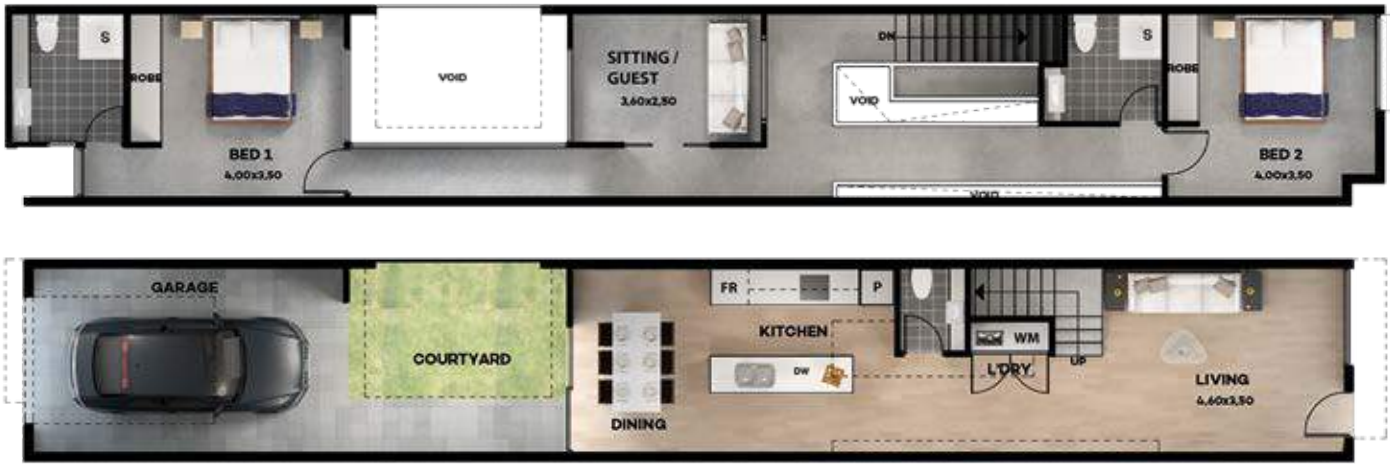 S
ROBE
BED 1
4,00x3,50
VOID
SITTING /
GUEST
3,60x2,50
DN
VOID
VOID
S
ROBE
BED 2
4,00x3,50
GARAGE
COURTYARD
DINING
FR
P
KITCHEN
DW
WM
L'DRY
UP
LIVING
4,60x3,50